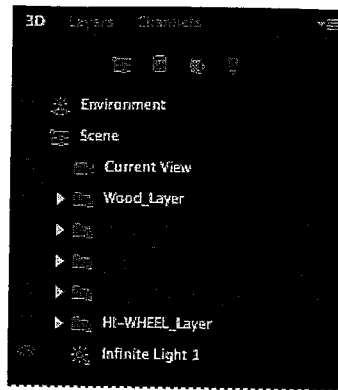 3D Layers Channels
Environment
Scene
Current View
Wood_Layer
HI-WHEEL_Layer
Infinite Light 1